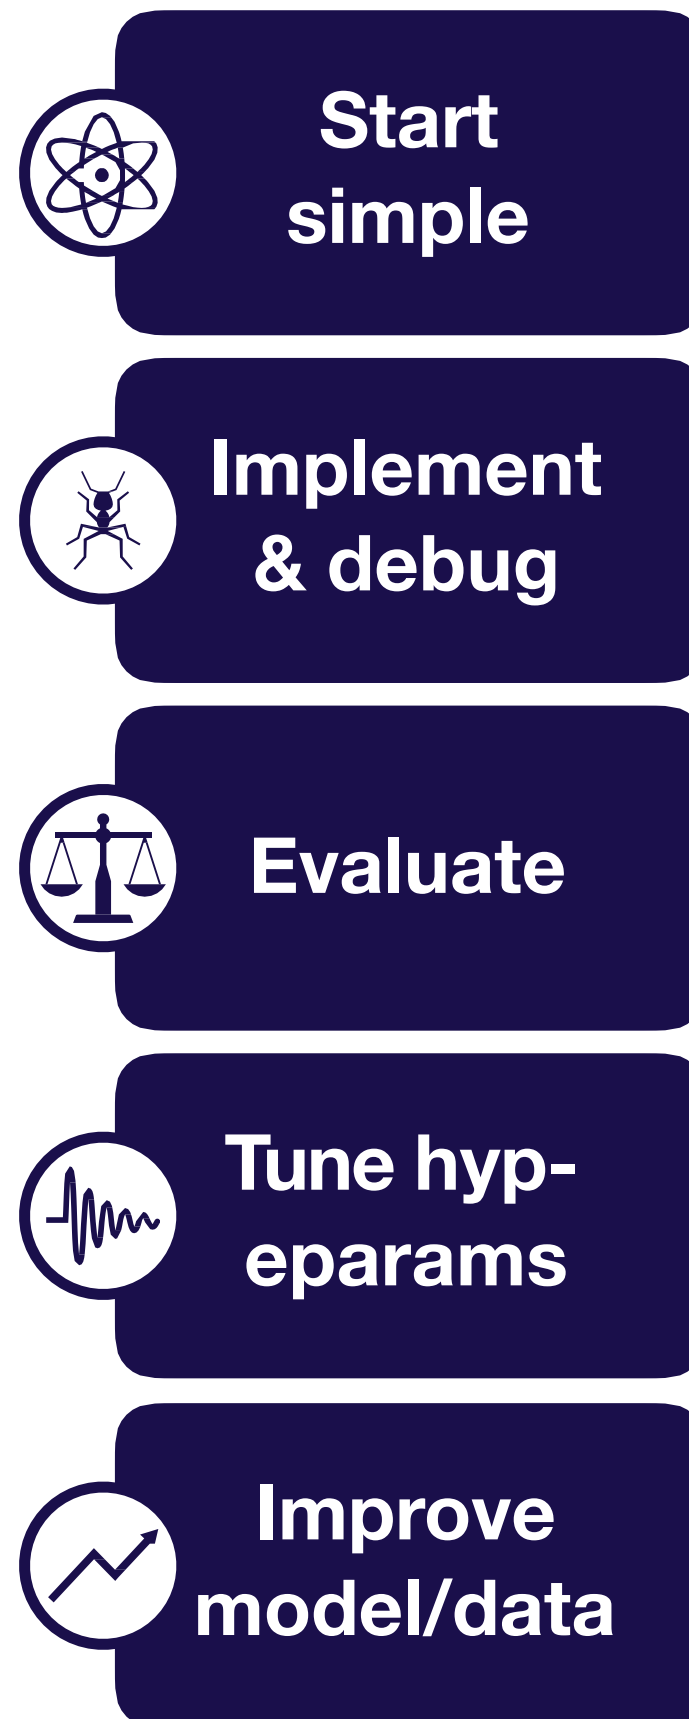 Start
simple
Implement
& debug
Evaluate
Tune hyp-
eparams
Improve
model/data